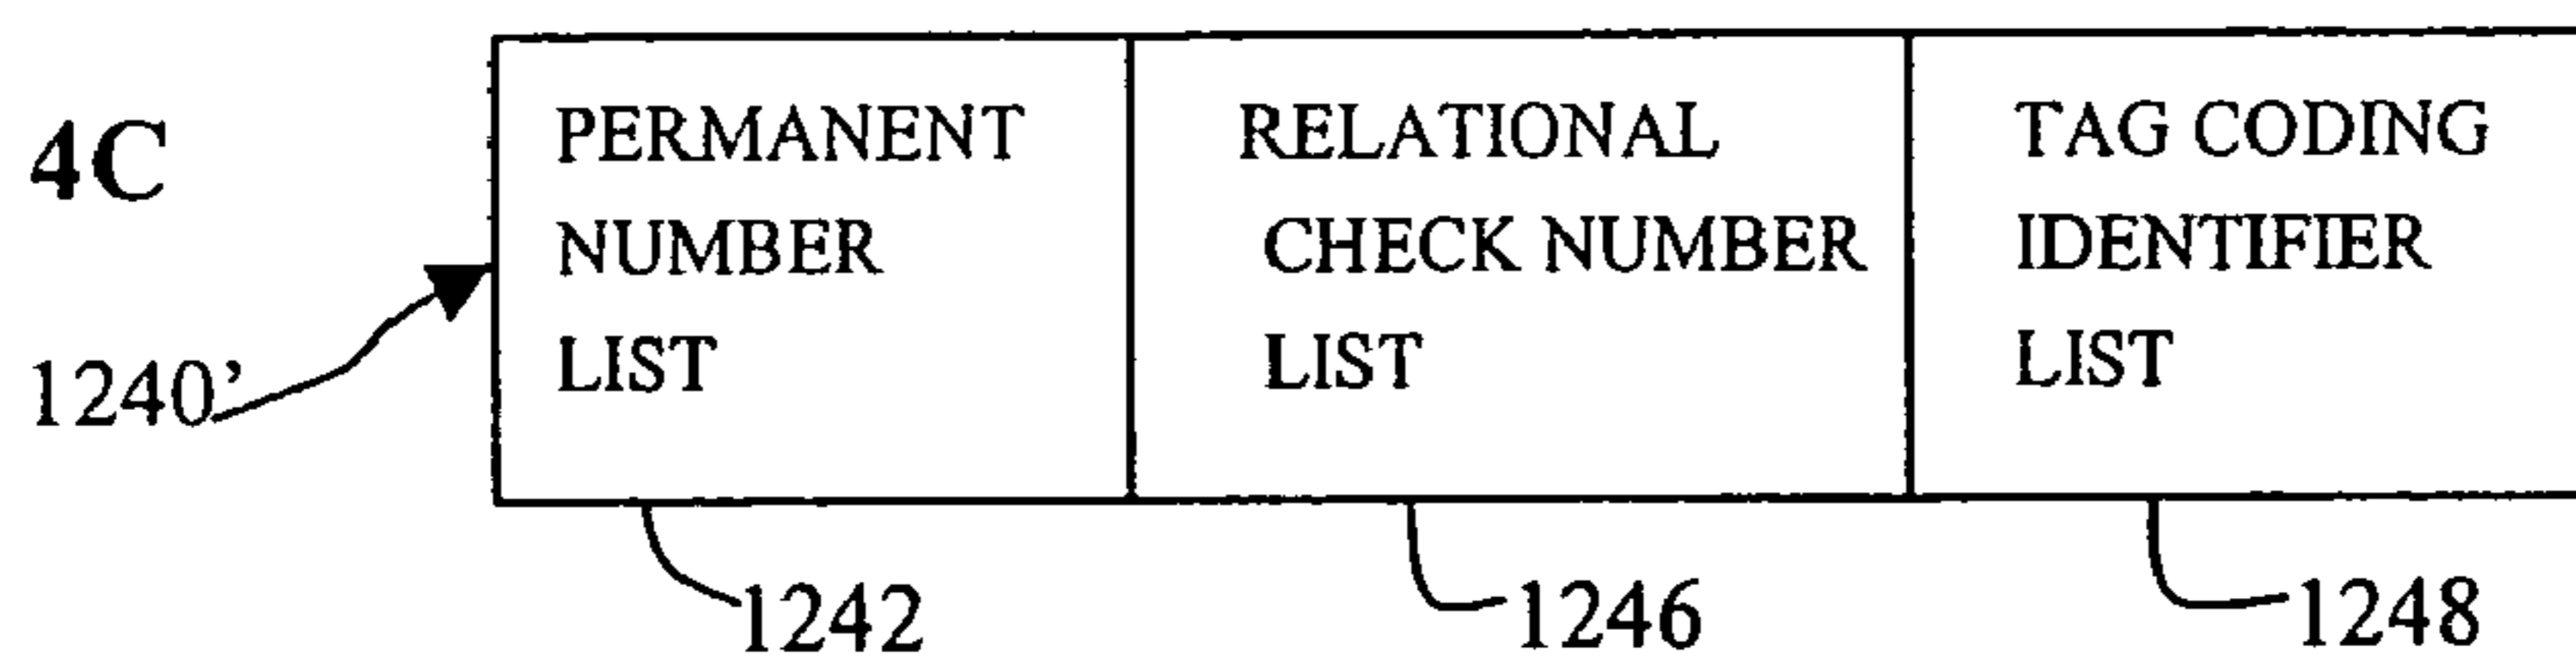 4C
PERMANENT
NUMBER
LIST
RELATIONAL
CHECK NUMBER
LIST
TAG CODING
IDENTIFIER
LIST
1240’
1242
1246
1248